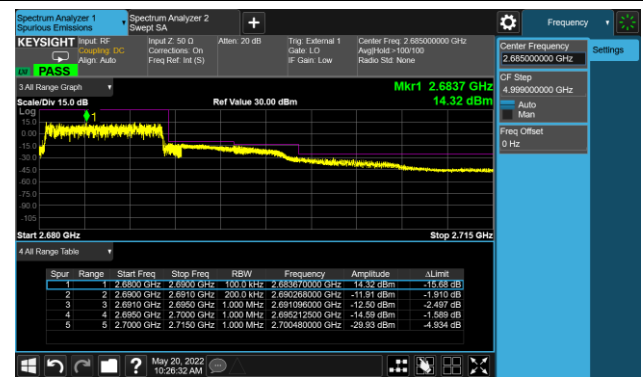 Spectrum Analyzer 1
Spurious Emissions
Spectrum Analyzer 2
Swept SA
Frequency
KEYSIGHT
Input: RF
Coupling: DC
Align: Auto
Input Z: 50 Ω
Corrections: On
Freq Ref: Int (S)
Atten: 20 dB
Trig: External 1
Gate: LO
IF Gain: Low
Center Freq: 2.685000000 GHz
Avg|Hold:>100/100
Radio Std: None
PASS
Center Frequency
2.685000000 GHz
Settings
CF Step
4.999000000 GHz
Auto
Man
Freq Offset
0 Hz
3 All Range Graph
Mkr1 2.6837 GHz
14.32 dBm
Scale/Div 15.0 dB
Ref Value 30.00 dBm
Log
15.0
0.00
-15.0
-30.0
-45.0
-60.0
-75.0
-90.0
-105
1
Start 2.680 GHz
Stop 2.715 GHz
4 All Range Table
Spur Range Start Freq Stop Freq RBW Frequency Amplitude ΔLimit
1 1 2.6800 GHz 2.6900 GHz 100.0 kHz 2.683670000 GHz 14.32 dBm -15.68 dB
2 2 2.6900 GHz 2.6910 GHz 200.0 kHz 2.690268000 GHz -11.91 dBm -1.910 dB
3 3 2.6910 GHz 2.6950 GHz 1.000 MHz 2.691096000 GHz -12.50 dBm -2.497 dB
4 4 2.6950 GHz 2.7000 GHz 1.000 MHz 2.695212500 GHz -14.59 dBm -1.589 dB
5 5 2.7000 GHz 2.7150 GHz 1.000 MHz 2.700480000 GHz -29.93 dBm -4.934 dB
May 20, 2022
10:26:32 AM